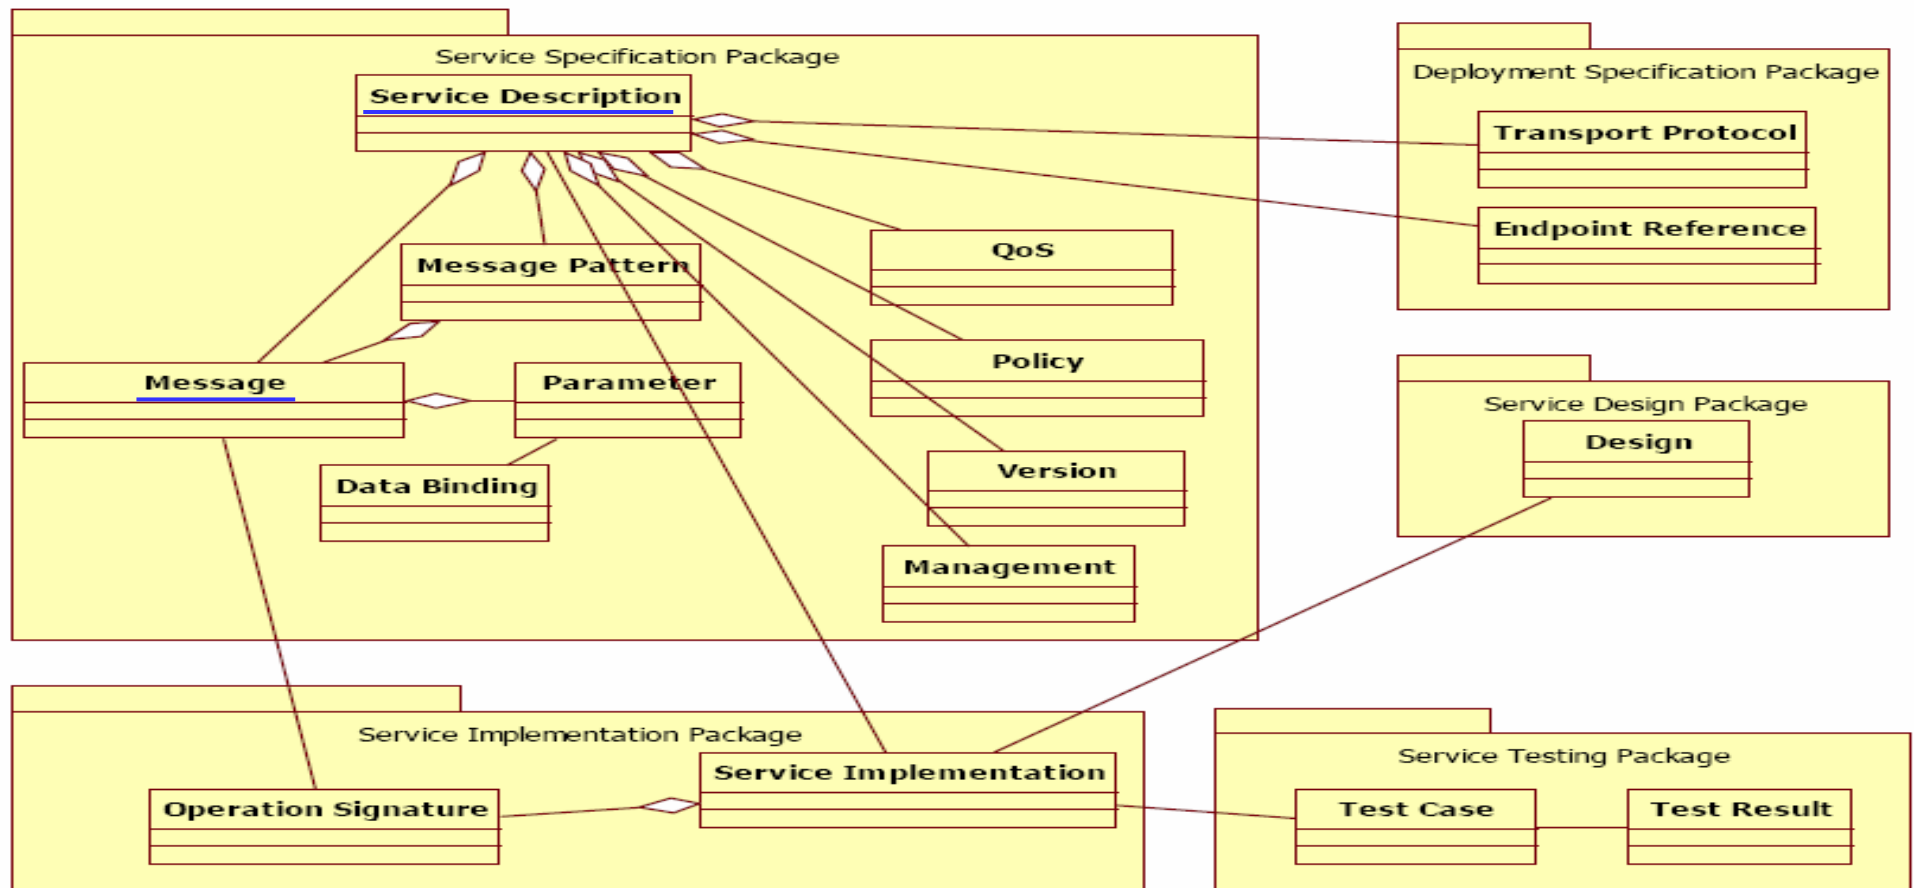 Service Specification Package
Service Description
Message Pattern
QoS
Policy
Message
Parameter
Data Binding
Version
Management
Deployment Specification Package
Transport Protocol
Endpoint Reference
Service Design Package
Design
Service Implementation Package
Service Implementation
Operation Signature
Service Testing Package
Test Case
Test Result